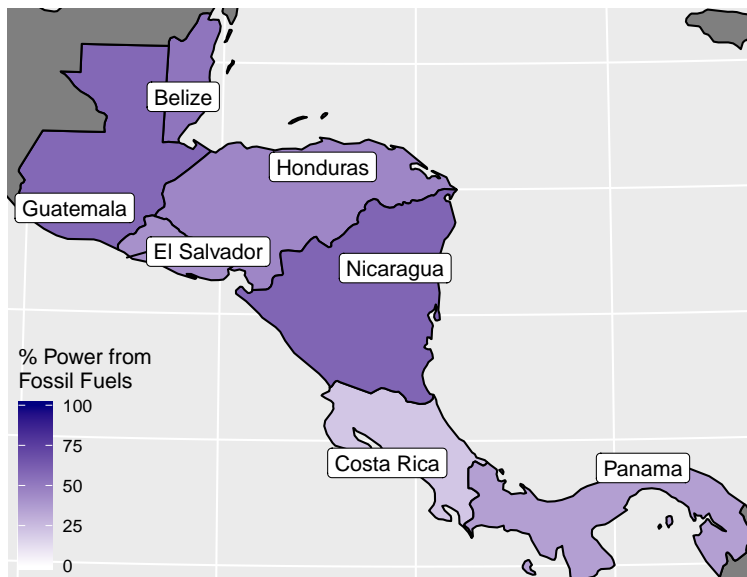 Belize
Honduras
Guatemala
El Salvador
Nicaragua
% Power from
Fossil Fuels
100
75
50
25
0
Costa Rica
Panama